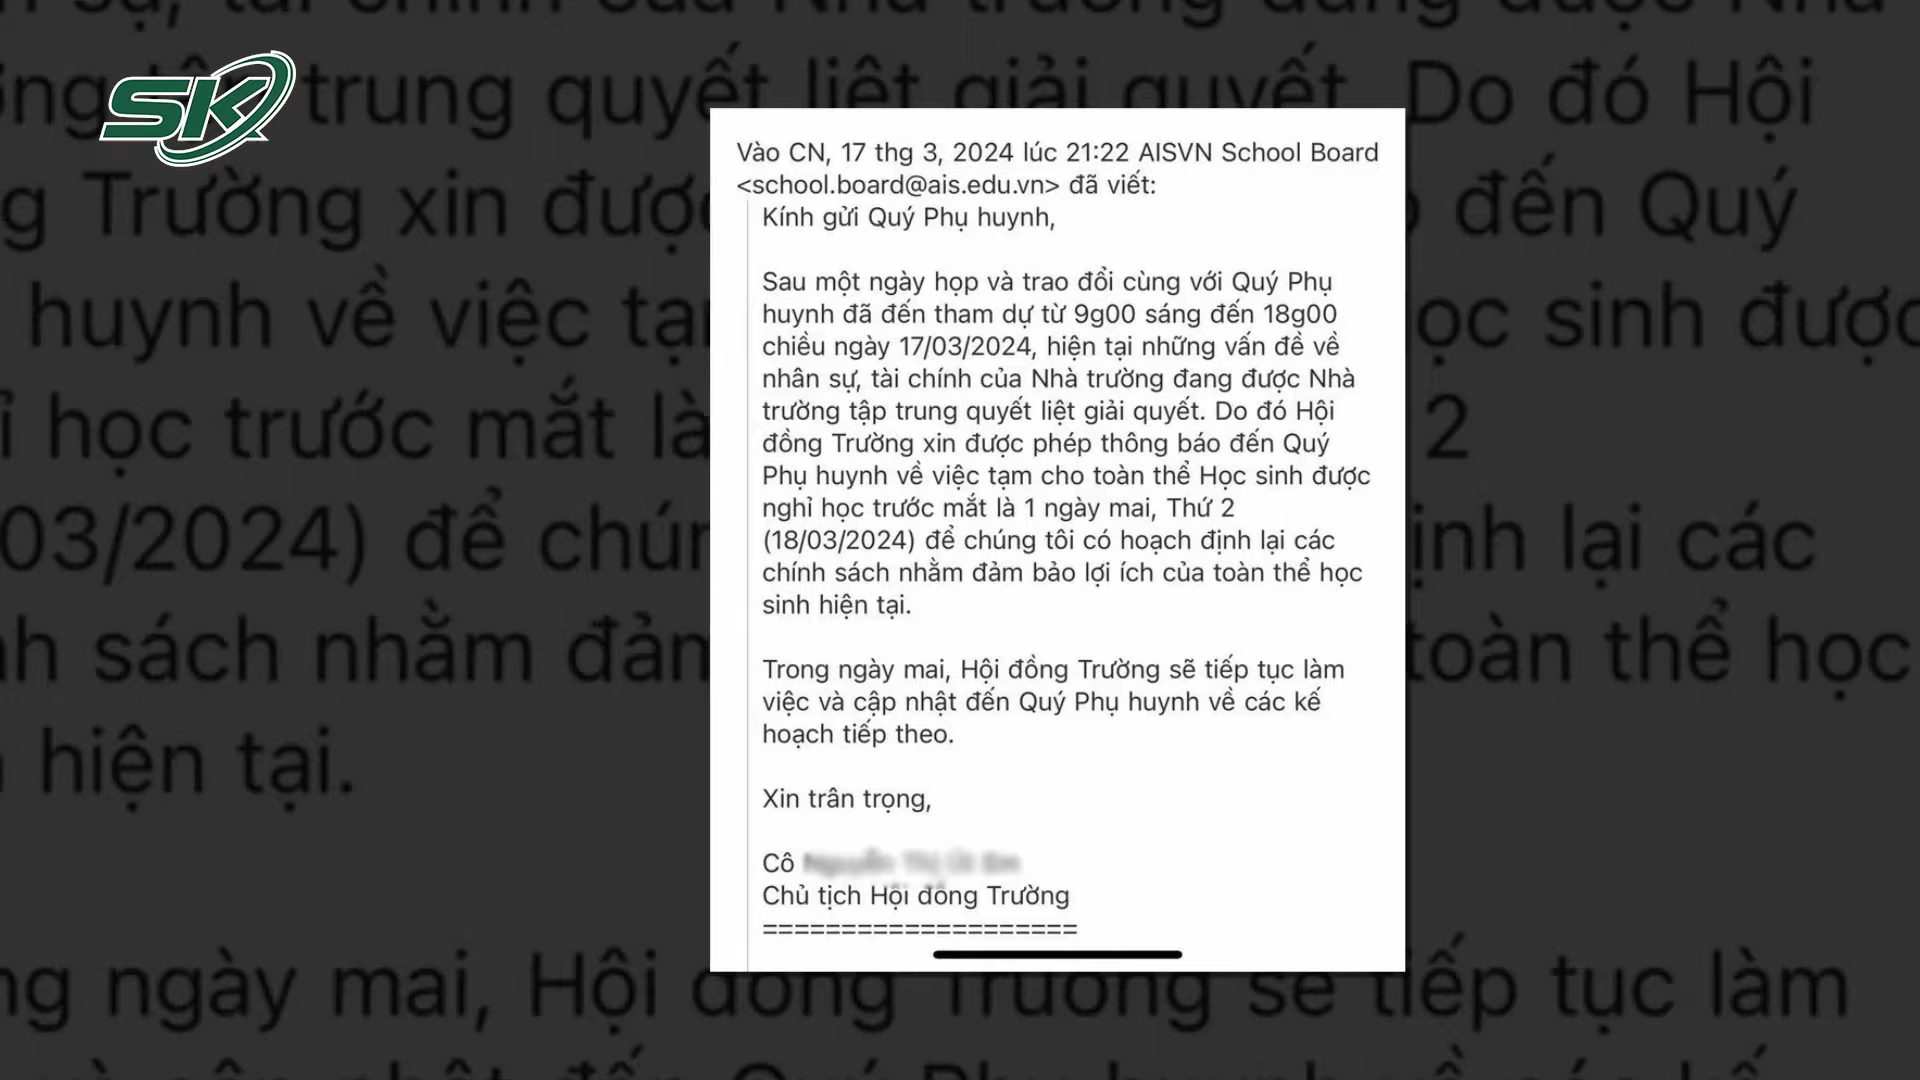 SK
Vào CN, 17 thg 3, 2024 lúc 21:22 AISVN School Board
<school.board@ais.edu.vn> đã viết:
Kính gửi Quý Phụ huynh,
Sau một ngày họp và trao đổi cùng với Quý Phụ
huynh đã đến tham dự từ 9g00 sáng đến 18g00
chiều ngày 17/03/2024, hiện tại những vấn đề về
nhân sự, tài chính của Nhà trường đang được Nhà
trường tập trung quyết liệt giải quyết. Do đó Hội
đồng Trường xin được phép thông báo đến Quý
Phụ huynh về việc tạm cho toàn thể Học sinh được
nghỉ học trước mắt là 1 ngày mai, Thứ 2
(18/03/2024) để chúng tôi có hoạch định lại các
chính sách nhằm đảm bảo lợi ích của toàn thể học
sinh hiện tại.
Trong ngày mai, Hội đồng Trường sẽ tiếp tục làm
việc và cập nhật đến Quý Phụ huynh về các kế
hoạch tiếp theo.
Xin trân trọng,
Cô
Chủ tịch Hội đồng Trường
====================